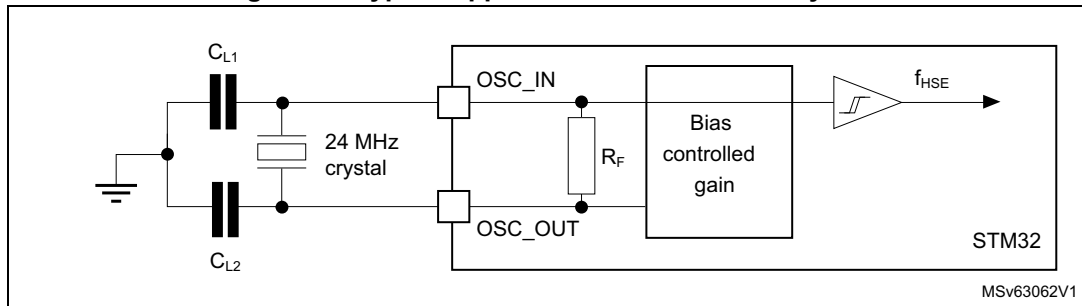 C_L1
OSC_IN
f_HSE
24 MHz
crystal
R_F
Bias
controlled
gain
OSC_OUT
C_L2
STM32
MSv63062V1